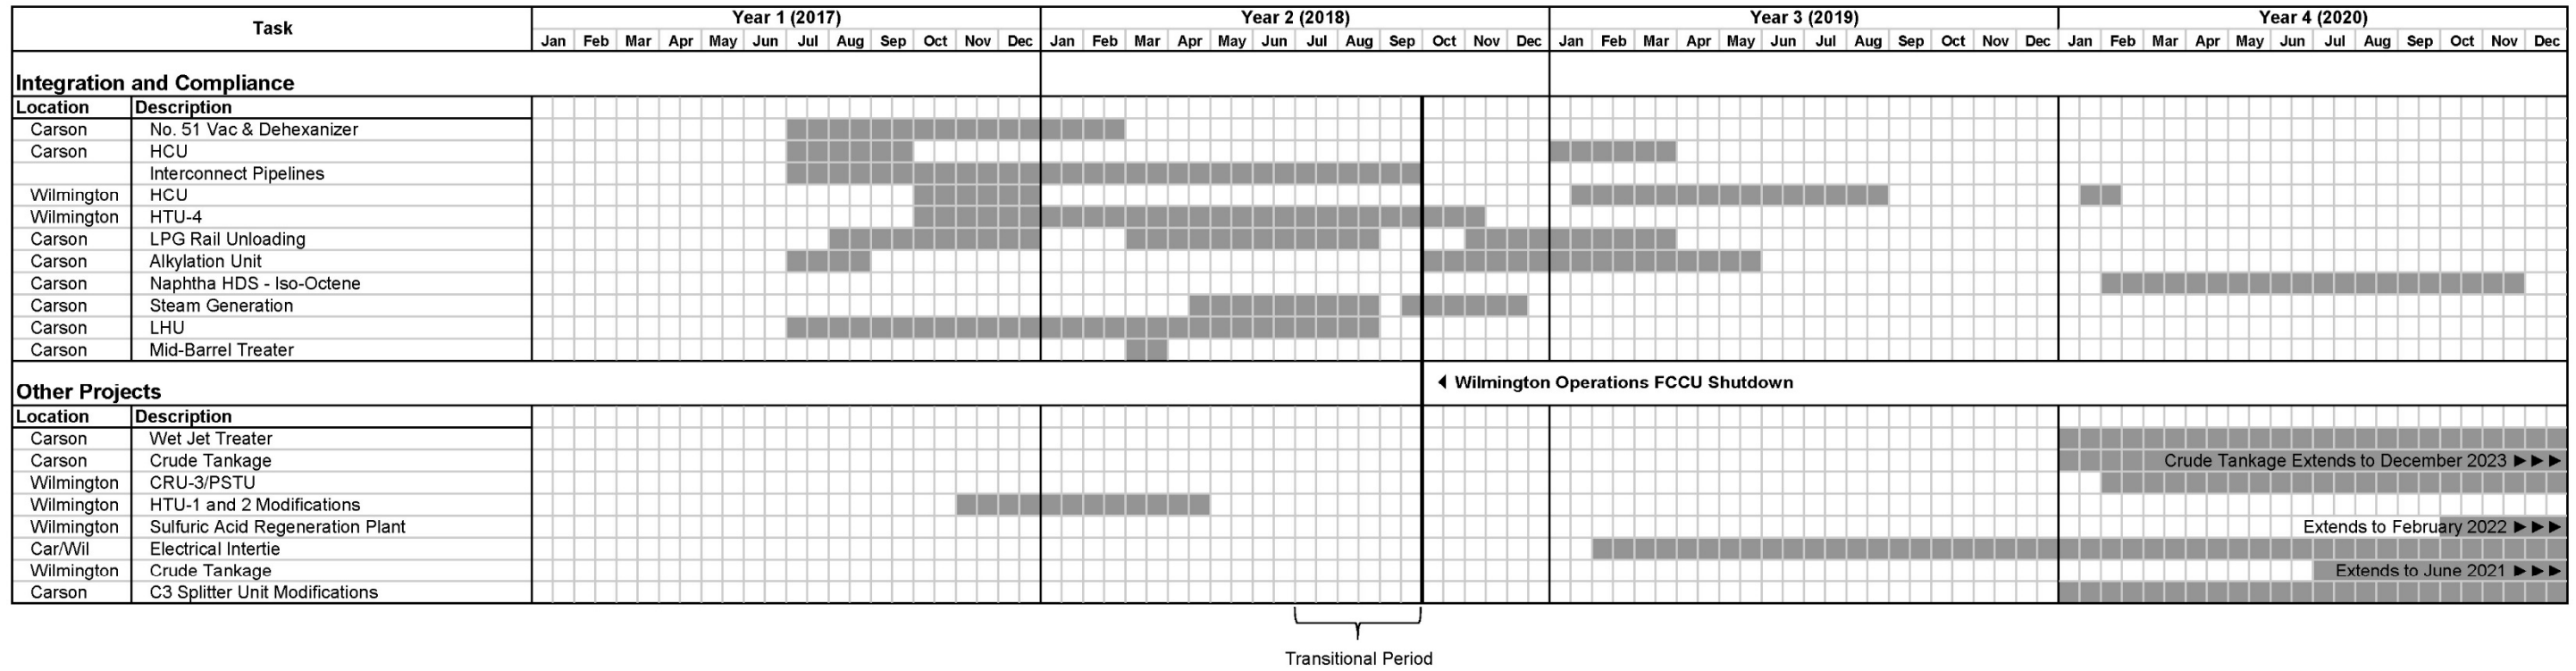 Task Year 1 (2017) Year 2 (2018) Year 3 (2019) Year 4 (2020)
Jan Feb Mar Apr May Jun Jul Aug Sep Oct Nov Dec Jan Feb Mar Apr May Jun Jul Aug Sep Oct Nov Dec Jan Feb Mar Apr May Jun Jul Aug Sep Oct Nov Dec Jan Feb Mar Apr May Jun Jul Aug Sep Oct Nov Dec
Integration and Compliance
Location Description
Carson No. 51 Vac & Dehexanizer
Carson HCU
Interconnect Pipelines
Wilmington HCU
Wilmington HTU-4
Carson LPG Rail Unloading
Carson Alkylation Unit
Carson Naphtha HDS - Iso-Octene
Carson Steam Generation
Carson LHU
Carson Mid-Barrel Treater
Other Projects ◄ Wilmington Operations FCCU Shutdown
Location Description
Carson Wet Jet Treater
Carson Crude Tankage Crude Tankage Extends to December 2023 ►►►
Wilmington CRU-3/PSTU
Wilmington HTU-1 and 2 Modifications
Wilmington Sulfuric Acid Regeneration Plant Extends to February 2022 ►►►
Car/Wil Electrical Intertie
Wilmington Crude Tankage Extends to June 2021 ►►►
Carson C3 Splitter Unit Modifications
Transitional Period